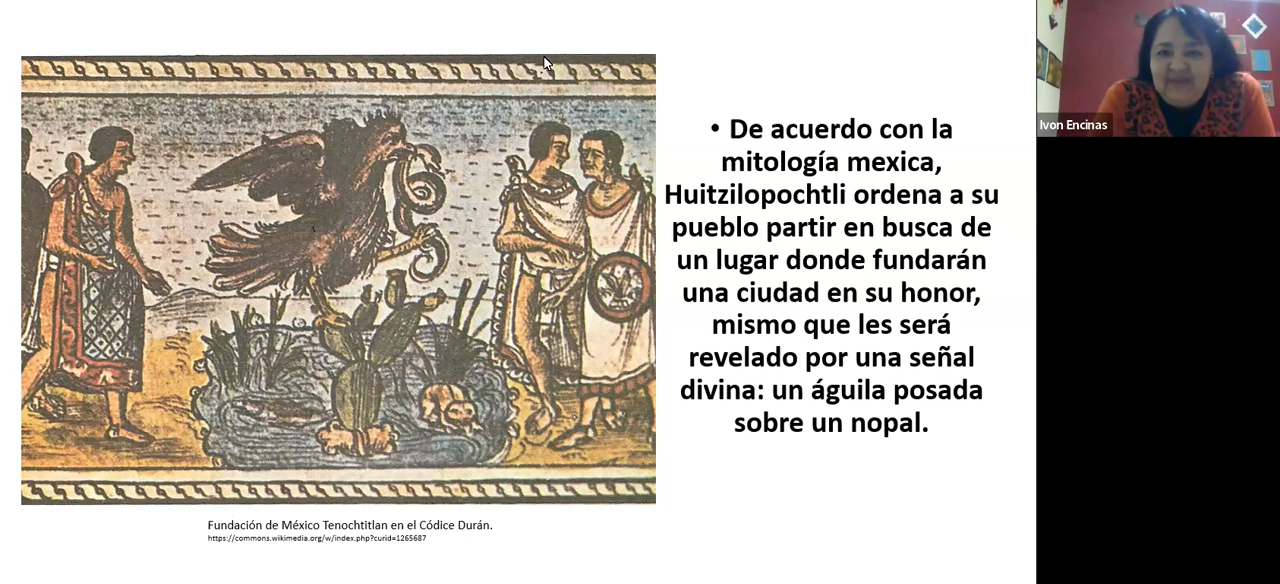 • De acuerdo con la
mitología mexica,
Huitzilopochtli ordena a su
pueblo partir en busca de
un lugar donde fundarán
una ciudad en su honor,
mismo que les será
revelado por una señal
divina: un águila posada
sobre un nopal.
Fundación de México Tenochtitlan en el Códice Durán.
https://commons.wikimedia.org/w/index.php?curid=1265687
Ivon Encinas